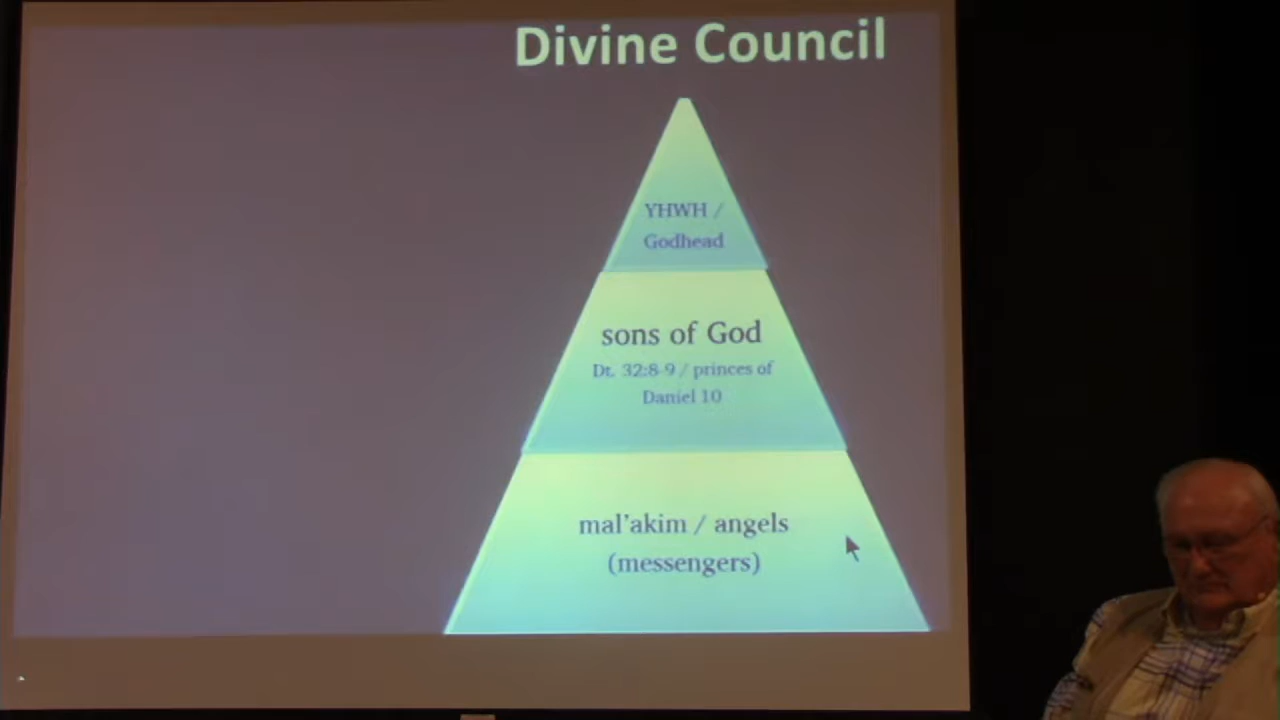 Divine Council
YHWH /
Godhead
sons of God
Dt. 32:8-9 / princes of
Daniel 10
mal'akim / angels
(messengers)